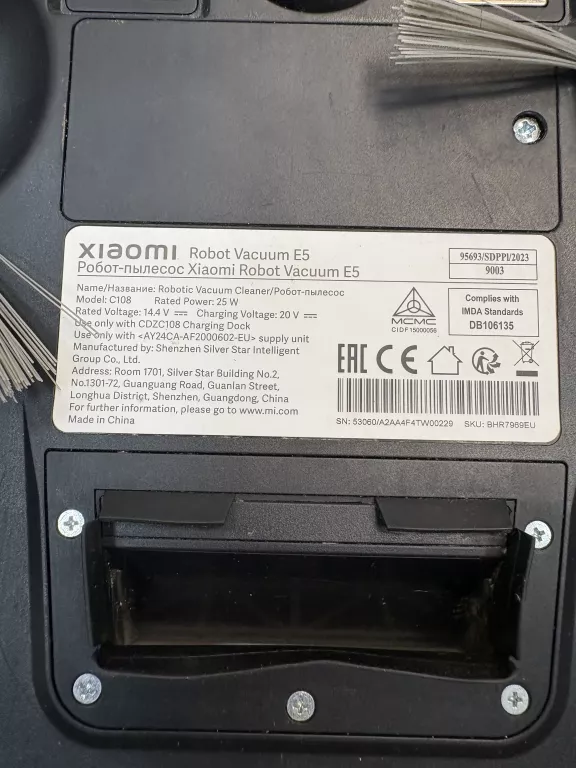 xiaomi Robot Vacuum E5
Робот-пылесос Xiaomi Robot Vacuum E5
Name/Название: Robotic Vacuum Cleaner/Робот-пылесос
Model: C108 Rated Power: 25 W
Rated Voltage: 14.4 V⎓ Charging Voltage: 20 V⎓
Use only with CDZC108 Charging Dock
Use only with <AY24CA-AF2000602-EU> supply unit
Manufactured by: Shenzhen Silver Star Intelligent
Group Co., Ltd.
Address: Room 1701, Silver Star Building No.2,
No.1301-72, Guanguang Road, Guanlan Street,
Longhua District, Shenzhen, Guangdong, China
For further information, please go to www.mi.com
Made in China
95693/SDPPI/2023
9003
MCMC
CIDF15000056
Complies with
IMDA Standards
DB106135
EAC CE
SN: 53060/A2AA4F4TW00229 SKU: BHR7969EU